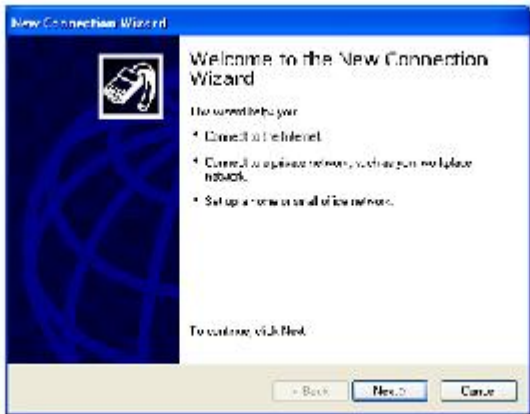 New Connection Wizard
Welcome to the New Connection
Wizard
This wizard helps you:
* Connect to the Internet.
* Connect to a private network, such as your workplace
network.
* Set up a home or small office network.
To continue, click Next.
< Back Next > Cancel